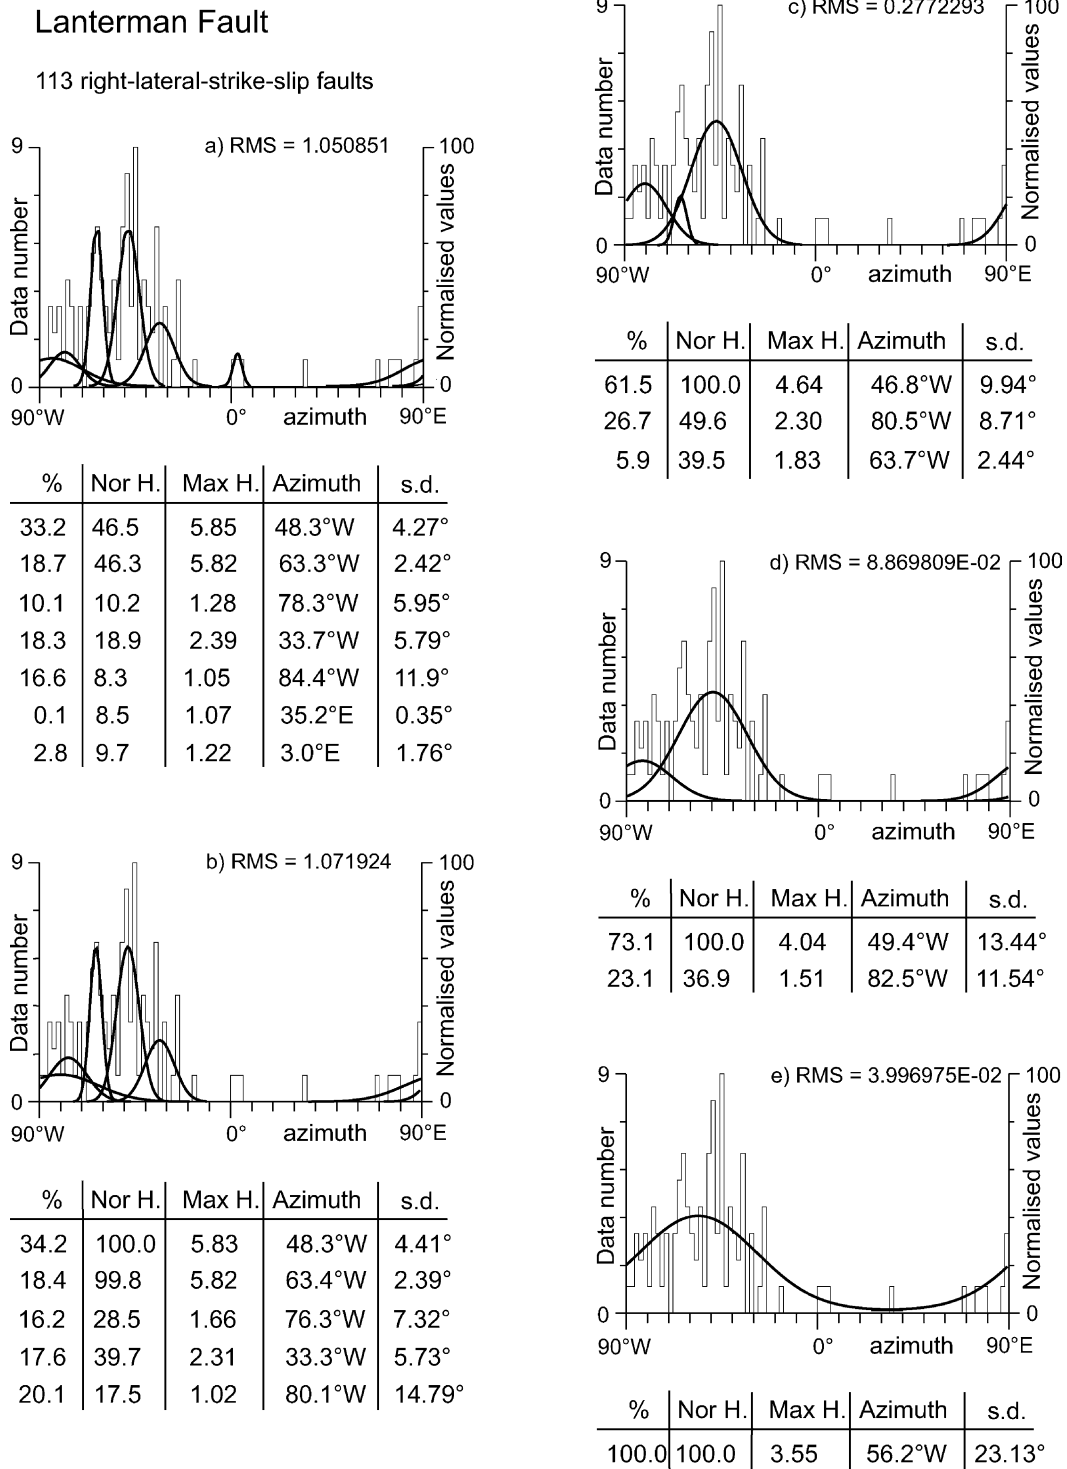 Lanterman Fault
113 right-lateral-strike-slip faults
a) RMS = 1.050851
9
100
Data number
Normalised values
0
0
90°W
0°
azimuth
90°E
% Nor H. Max H. Azimuth s.d.
33.2 46.5 5.85 48.3°W 4.27°
18.7 46.3 5.82 63.3°W 2.42°
10.1 10.2 1.28 78.3°W 5.95°
18.3 18.9 2.39 33.7°W 5.79°
16.6 8.3 1.05 84.4°W 11.9°
0.1 8.5 1.07 35.2°E 0.35°
2.8 9.7 1.22 3.0°E 1.76°
b) RMS = 1.071924
9
100
Data number
Normalised values
0
0
90°W
0°
azimuth
90°E
% Nor H. Max H. Azimuth s.d.
34.2 100.0 5.83 48.3°W 4.41°
18.4 99.8 5.82 63.4°W 2.39°
16.2 28.5 1.66 76.3°W 7.32°
17.6 39.7 2.31 33.3°W 5.73°
20.1 17.5 1.02 80.1°W 14.79°
c) RMS = 0.2772293
9
100
Data number
Normalised values
0
0
90°W
0°
azimuth
90°E
% Nor H. Max H. Azimuth s.d.
61.5 100.0 4.64 46.8°W 9.94°
26.7 49.6 2.30 80.5°W 8.71°
5.9 39.5 1.83 63.7°W 2.44°
d) RMS = 8.869809E-02
9
100
Data number
Normalised values
0
0
90°W
0°
azimuth
90°E
% Nor H. Max H. Azimuth s.d.
73.1 100.0 4.04 49.4°W 13.44°
23.1 36.9 1.51 82.5°W 11.54°
e) RMS = 3.996975E-02
9
100
Data number
Normalised values
0
0
90°W
0°
azimuth
90°E
% Nor H. Max H. Azimuth s.d.
100.0 100.0 3.55 56.2°W 23.13°